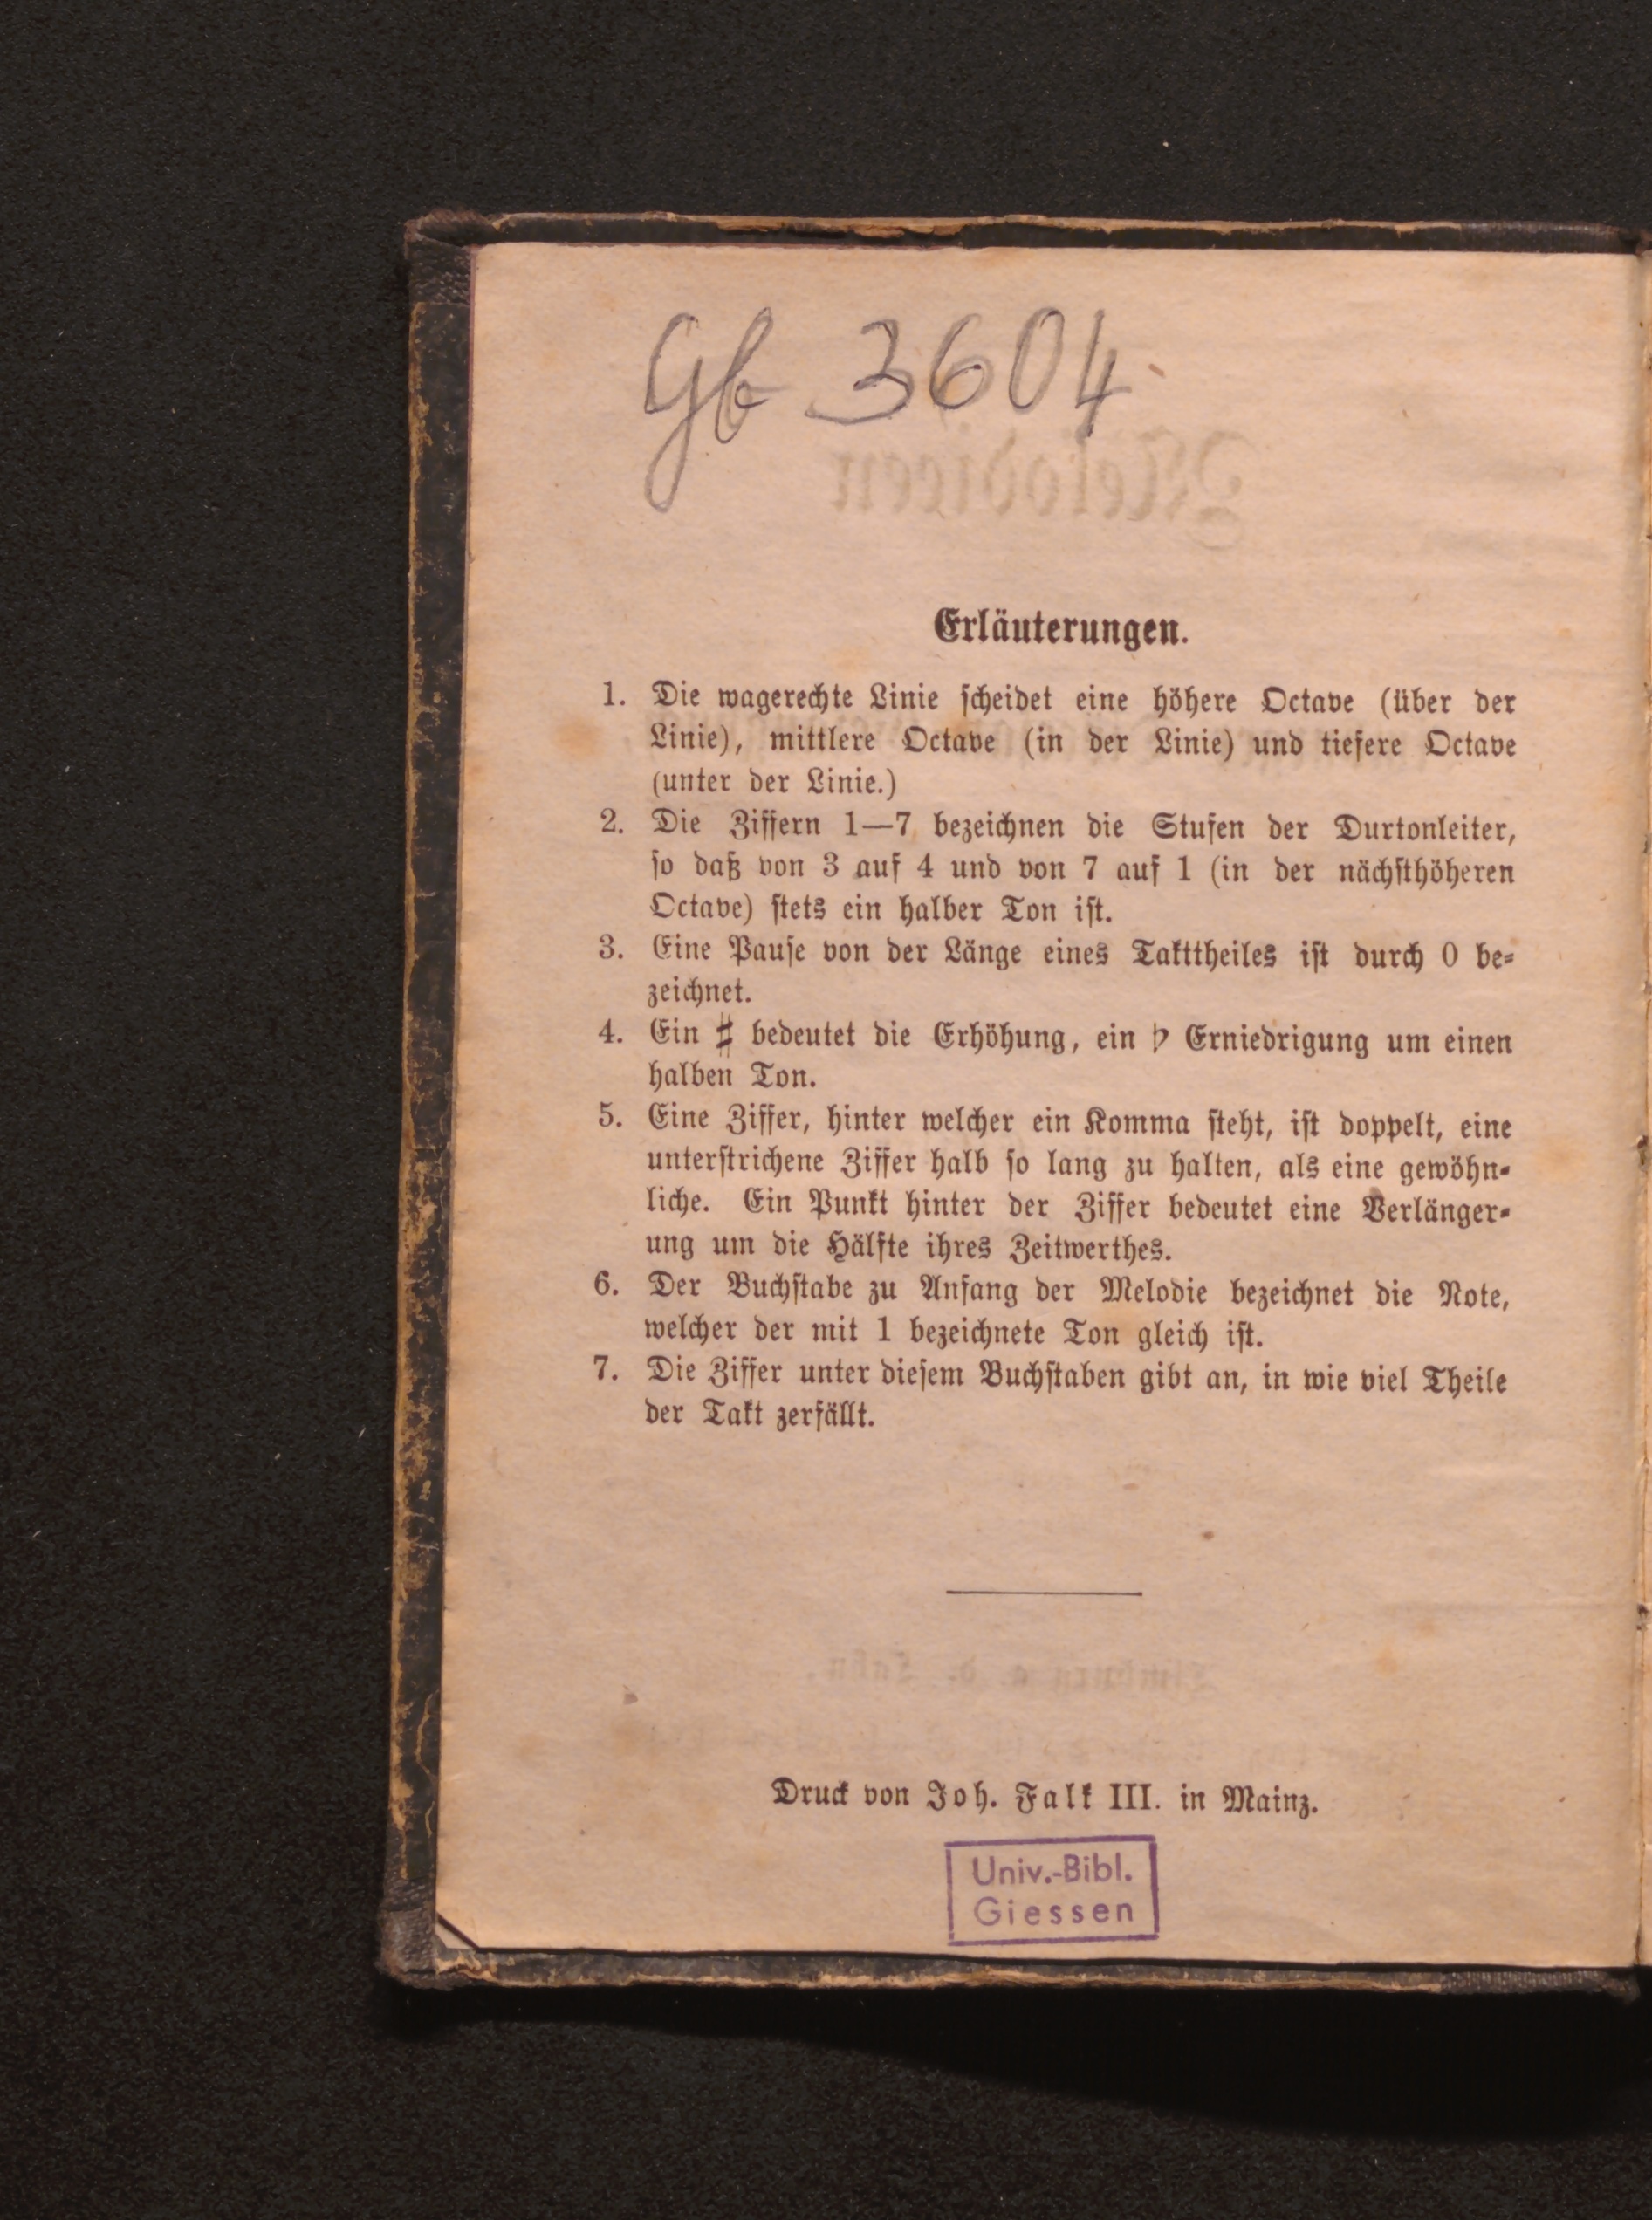 Gb 3604
Erläuterungen.
1. Die wagerechte Linie scheidet eine höhere Octave (über der
Linie), mittlere Octave (in der Linie) und tiefere Octave
(unter der Linie.)
2. Die Ziffern 1—7 bezeichnen die Stufen der Durtonleiter,
so daß von 3 auf 4 und von 7 auf 1 (in der nächsthöheren
Octave) stets ein halber Ton ist.
3. Eine Pause von der Länge eines Takttheiles ist durch 0 be-
zeichnet.
4. Ein ♯ bedeutet die Erhöhung, ein ♭ Erniedrigung um einen
halben Ton.
5. Eine Ziffer, hinter welcher ein Komma steht, ist doppelt, eine
unterstrichene Ziffer halb so lang zu halten, als eine gewöhn-
liche. Ein Punkt hinter der Ziffer bedeutet eine Verlänger-
ung um die Hälfte ihres Zeitwerthes.
6. Der Buchstabe zu Anfang der Melodie bezeichnet die Note,
welcher der mit 1 bezeichnete Ton gleich ist.
7. Die Ziffer unter diesem Buchstaben gibt an, in wie viel Theile
der Takt zerfällt.
Druck von Joh. Falk III. in Mainz.
Univ.-Bibl.
Giessen